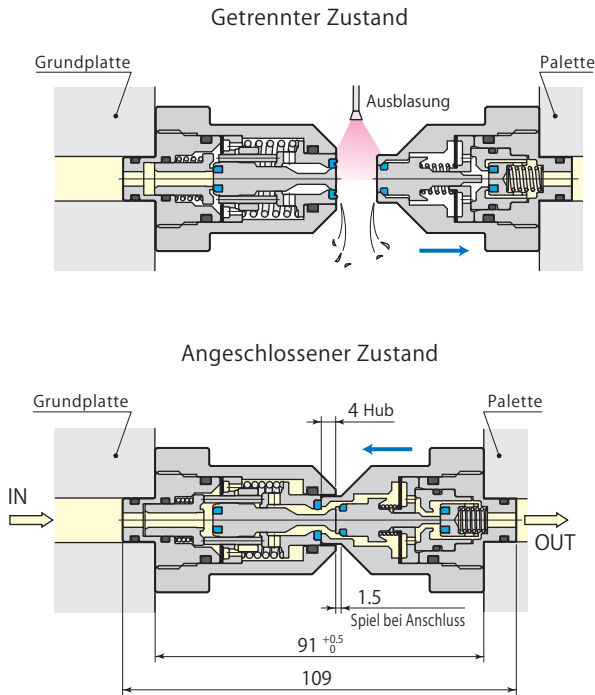 Getrennter Zustand
Grundplatte
Palette
Ausblasung
Angeschlossener Zustand
Grundplatte
Palette
4 Hub
IN
OUT
1.5
Spiel bei Anschluss
91 +0.5 0
109